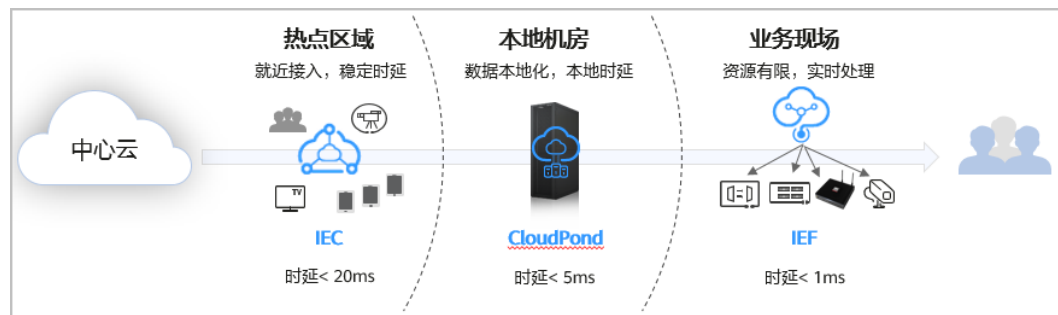 中心云
热点区域
就近接入，稳定时延
TV
IEC
时延< 20ms
本地机房
数据本地化，本地时延
CloudPond
时延< 5ms
业务现场
资源有限，实时处理
IEF
时延< 1ms